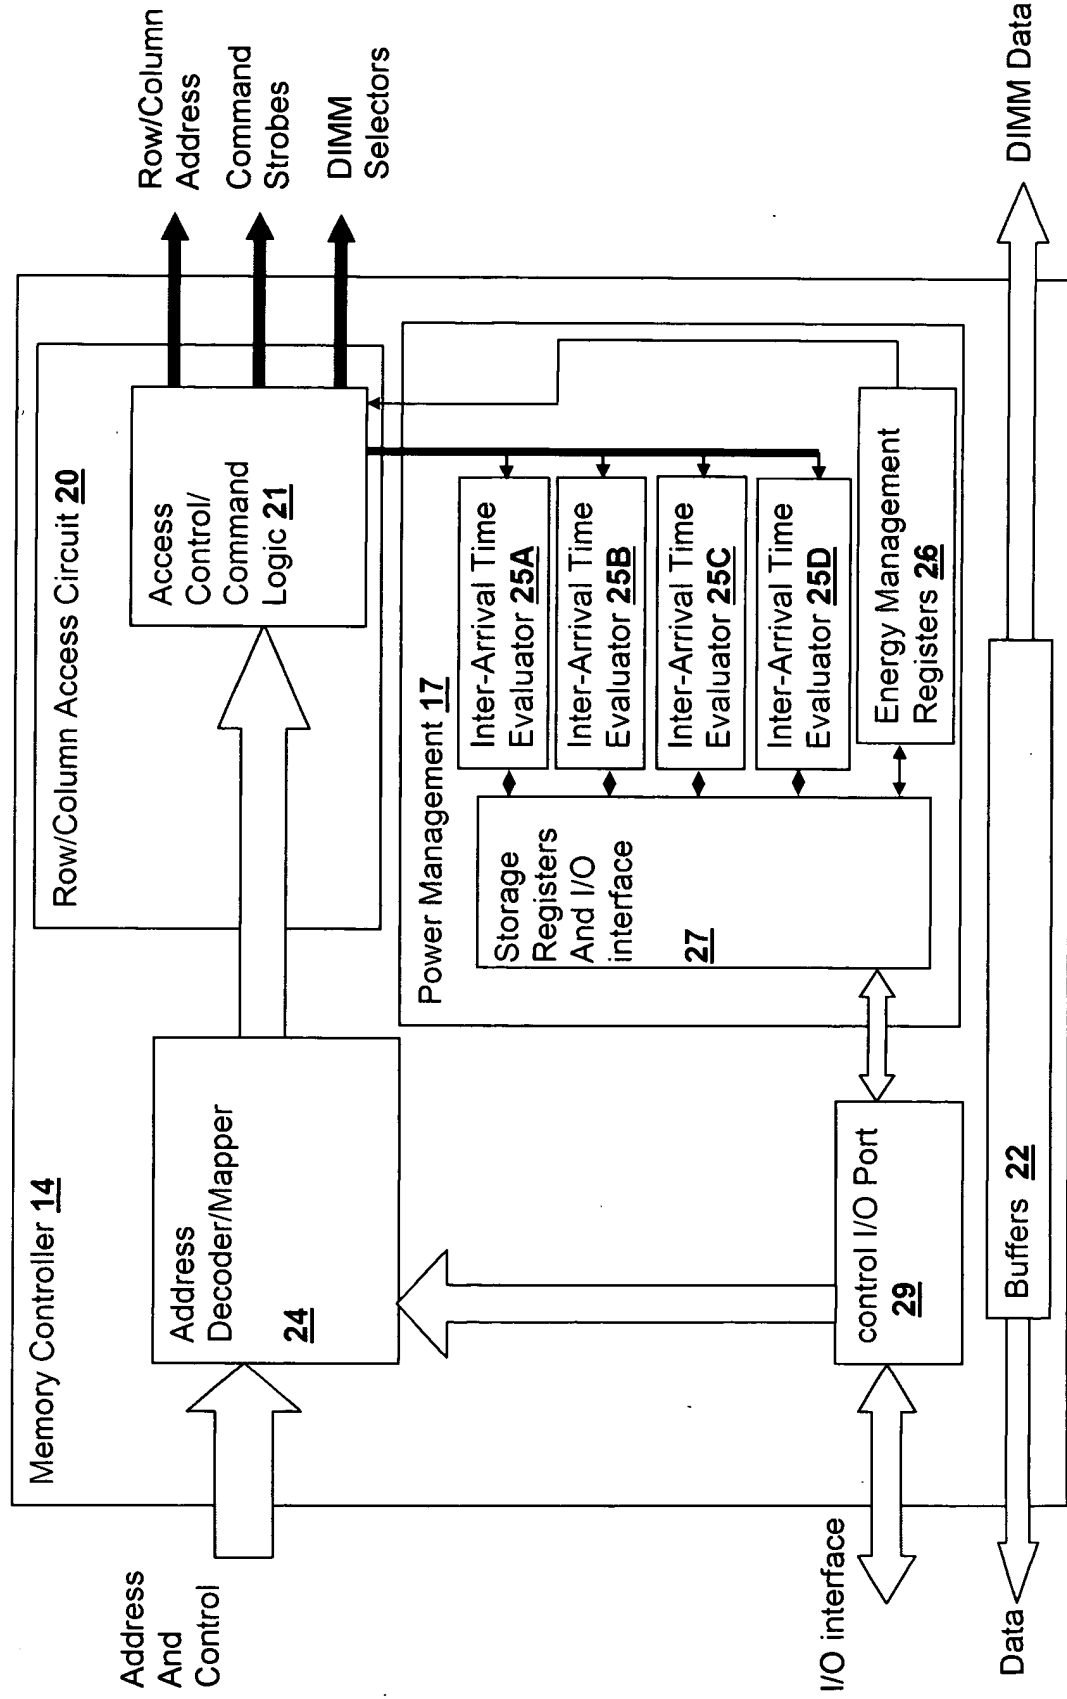 Memory Controller 14
Address
And
Control
Address
Decoder/Mapper
24
Row/Column Access Circuit 20
Access
Control/
Command
Logic 21
Row/Column
Address
Command
Strobes
DIMM
Selectors
Power Management 17
Storage
Registers
And I/O
interface
27
Inter-Arrival Time
Evaluator 25A
Inter-Arrival Time
Evaluator 25B
Inter-Arrival Time
Evaluator 25C
Inter-Arrival Time
Evaluator 25D
Energy Management
Registers 26
I/O interface
control I/O Port
29
Data
Buffers 22
DIMM Data